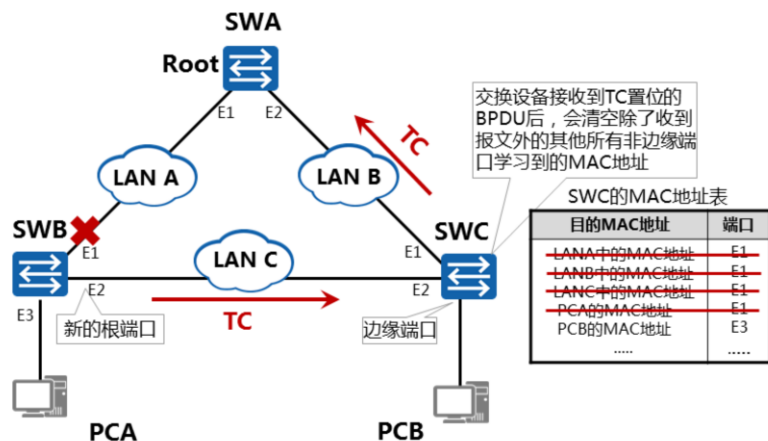 SWA
Root
E1
E2
TC
交换设备接收到TC置位的
BPDU后，会清空除了收到
报文外的其他所有非边缘端
口学习到的MAC地址
LAN A
LAN B
SWC的MAC地址表
SWB
SWC
目的MAC地址 端口
E1
LAN C
E1
LANA中的MAC地址 E1
LANB中的MAC地址 E1
E2
E2
LANC中的MAC地址 E1
E3
TC
PCA的MAC地址 E1
新的根端口
边缘端口
PCB的MAC地址 E3
..... .....
PCA
PCB